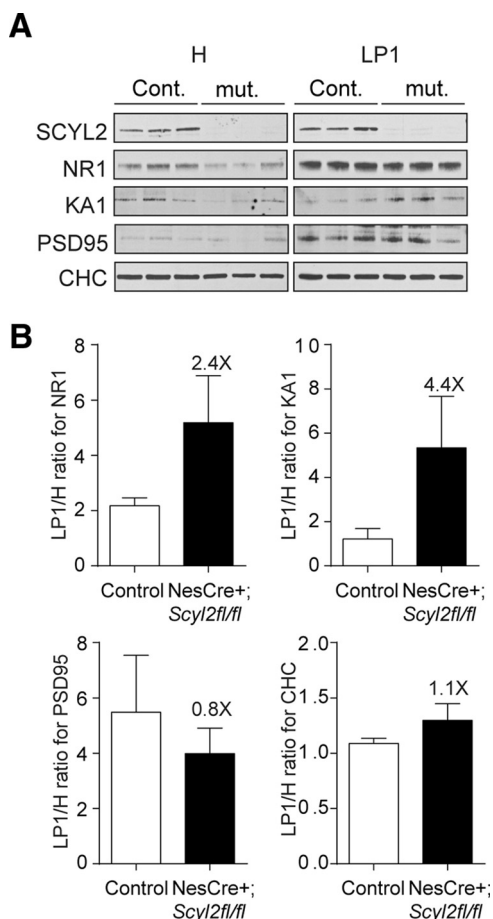 A
H LP1
Cont. mut. Cont. mut.
SCYL2
NR1
KA1
PSD95
CHC
B
LP1/H ratio for NR1
8
6
4
2
0
2.4X
Control NesCre+;
Scyl2fl/fl
LP1/H ratio for KA1
10
8
6
4
2
0
4.4X
Control NesCre+;
Scyl2fl/fl
LP1/H ratio for PSD95
8
6
4
2
0
0.8X
Control NesCre+;
Scyl2fl/fl
LP1/H ratio for CHC
2.0
1.5
1.0
0.5
0.0
1.1X
Control NesCre+;
Scyl2fl/fl